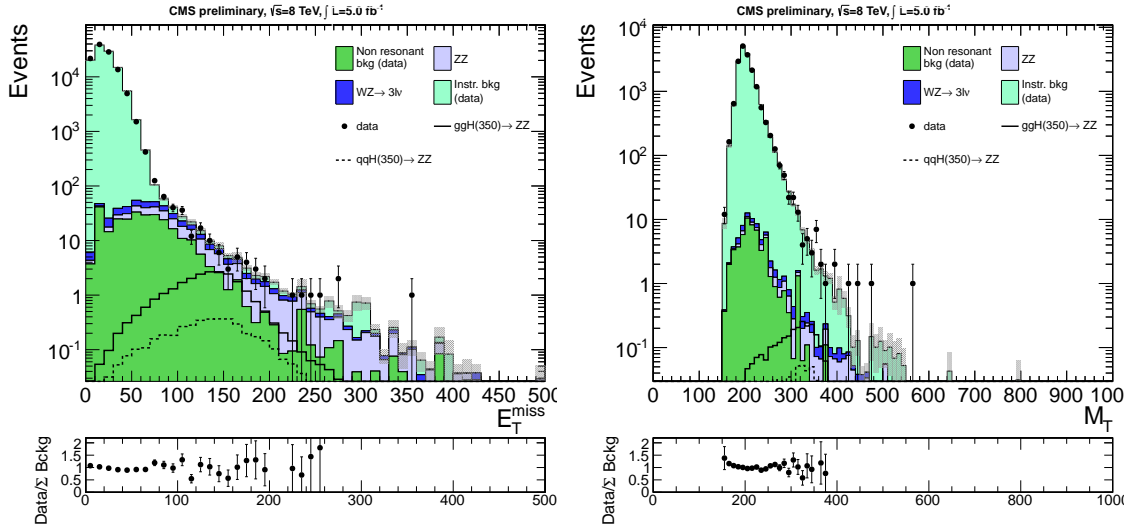 CMS preliminary, √s=8 TeV, ∫ L=5.0 fb⁻¹
Events
10⁴
10³
10²
10
1
10⁻¹
Non resonant bkg (data)
ZZ
WZ→ 3lν
Instr. bkg (data)
data
ggH(350)→ ZZ
qqH(350)→ ZZ
0 50 100 150 200 250 300 350 400 450 500
E_T^miss
Data/Σ Bckg
2
1.5
1
0.5
0
0 100 200 300 400 500
CMS preliminary, √s=8 TeV, ∫ L=5.0 fb⁻¹
Events
10⁴
10³
10²
10
1
10⁻¹
Non resonant bkg (data)
ZZ
WZ→ 3lν
Instr. bkg (data)
data
ggH(350)→ ZZ
qqH(350)→ ZZ
0 100 200 300 400 500 600 700 800 900 100
M_T
Data/Σ Bckg
2
1.5
1
0.5
0
0 200 400 600 800 1000